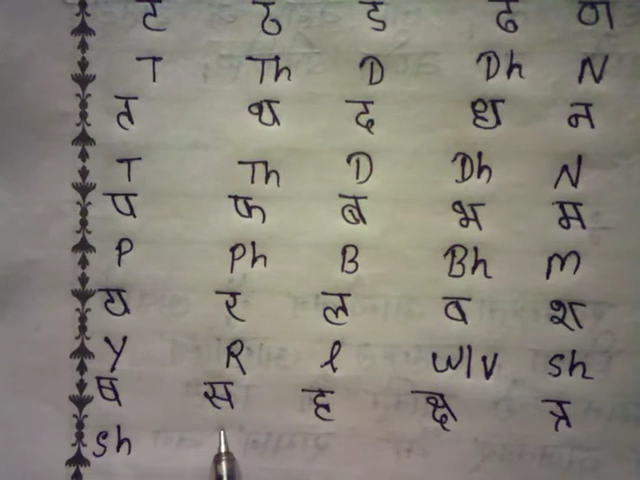 ट ठ ड ढ ण
T Th D Dh N
त थ द ध न
T Th D Dh N
प फ ब भ म
P Ph B Bh M
य र ल व श
Y R l W/V Sh
ष स ह क्ष त्र
Sh